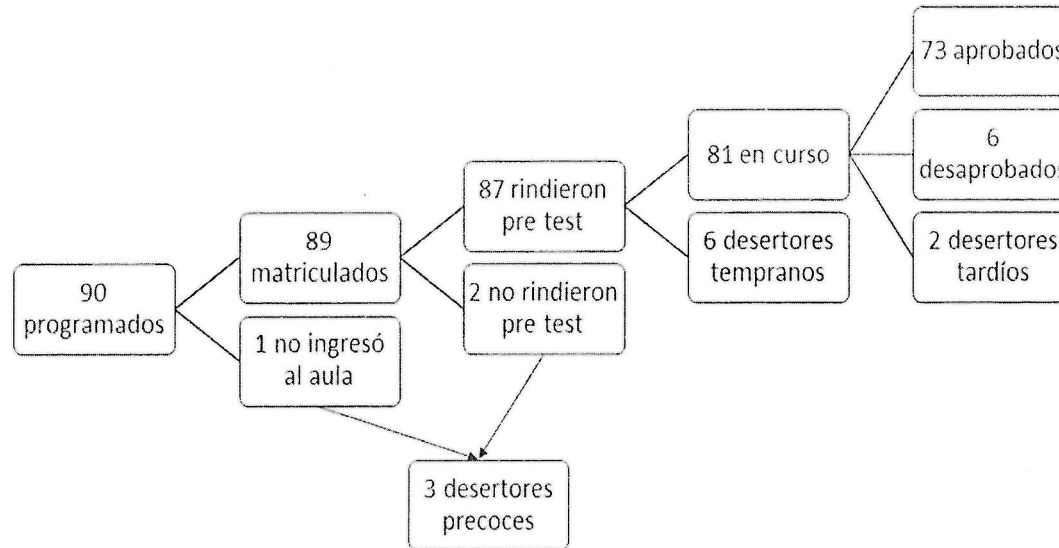 90
programados
89
matriculados
1 no ingresó
al aula
87 rindieron
pre test
2 no rindieron
pre test
3 desertores
precoces
81 en curso
6 desertores
tempranos
73 aprobados
6
desaprobados
2 desertores
tardíos